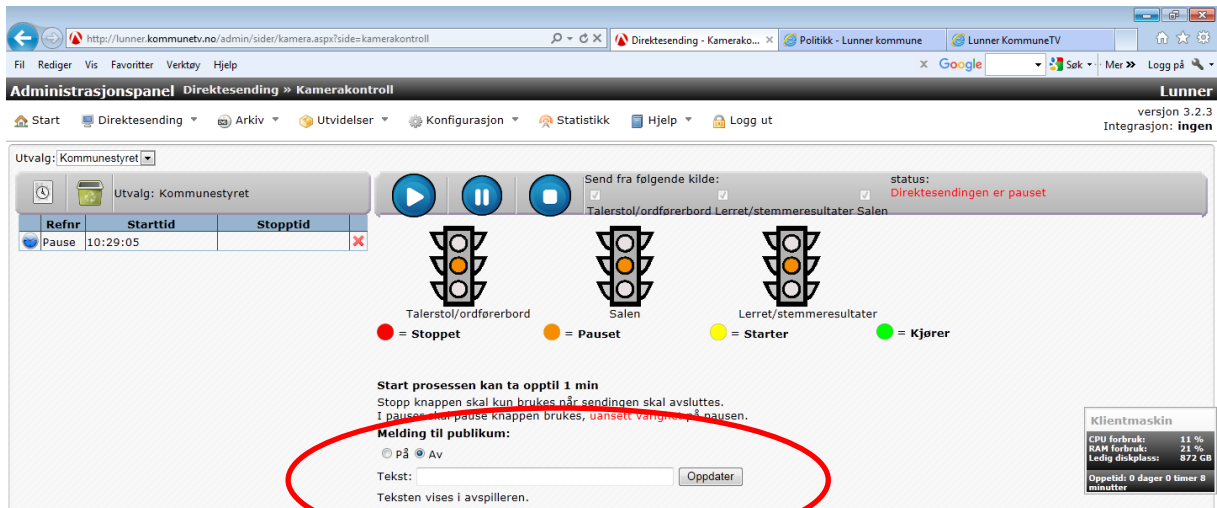 http://lunner.kommunetv.no/admin/sider/kamera.aspx?side=kamerakontroll
Direktesending - Kamerako...
Politikk - Lunner kommune
Lunner KommuneTV
Fil Rediger Vis Favoritter Verktøy Hjelp
x Google Søk Mer >> Logg på
Administrasjonspanel Direktesending » Kamerakontroll Lunner
Start Direktesending Arkiv Utvidelser Konfigurasjon Statistikk Hjelp Logg ut
versjon 3.2.3
Integrasjon: ingen
Utvalg: Kommunestyret
Utvalg: Kommunestyret
Send fra følgende kilde:
Talerstol/ordførerbord Lerret/stemmeresultater Salen
status:
Direktesendingen er pauset
Refnr Starttid Stopptid
Pause 10:29:05
Talerstol/ordførerbord Salen Lerret/stemmeresultater
= Stoppet = Pauset = Starter = Kjører
Start prosessen kan ta opptil 1 min
Stopp knappen skal kun brukes når sendingen skal avsluttes.
I pauser skal pause knappen brukes, uansett varighet på pausen.
Melding til publikum:
På Av
Tekst: Oppdater
Teksten vises i avspilleren.
Klientmaskin
CPU forbruk: 11 %
RAM forbruk: 21 %
Ledig diskplass: 872 GB
Oppetid: 0 dager 0 timer 8
minutter